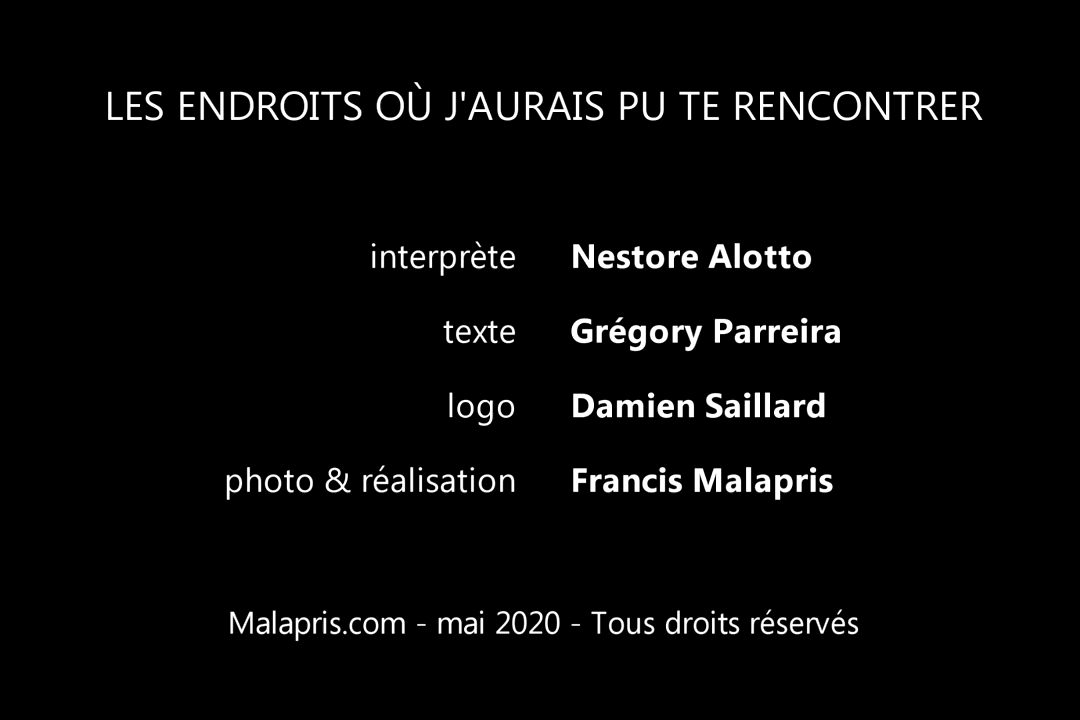 LES ENDROITS OÙ J'AURAIS PU TE RENCONTRER
interprète Nestore Alotto
texte Grégory Parreira
logo Damien Saillard
photo & réalisation Francis Malapris
Malapris.com - mai 2020 - Tous droits réservés